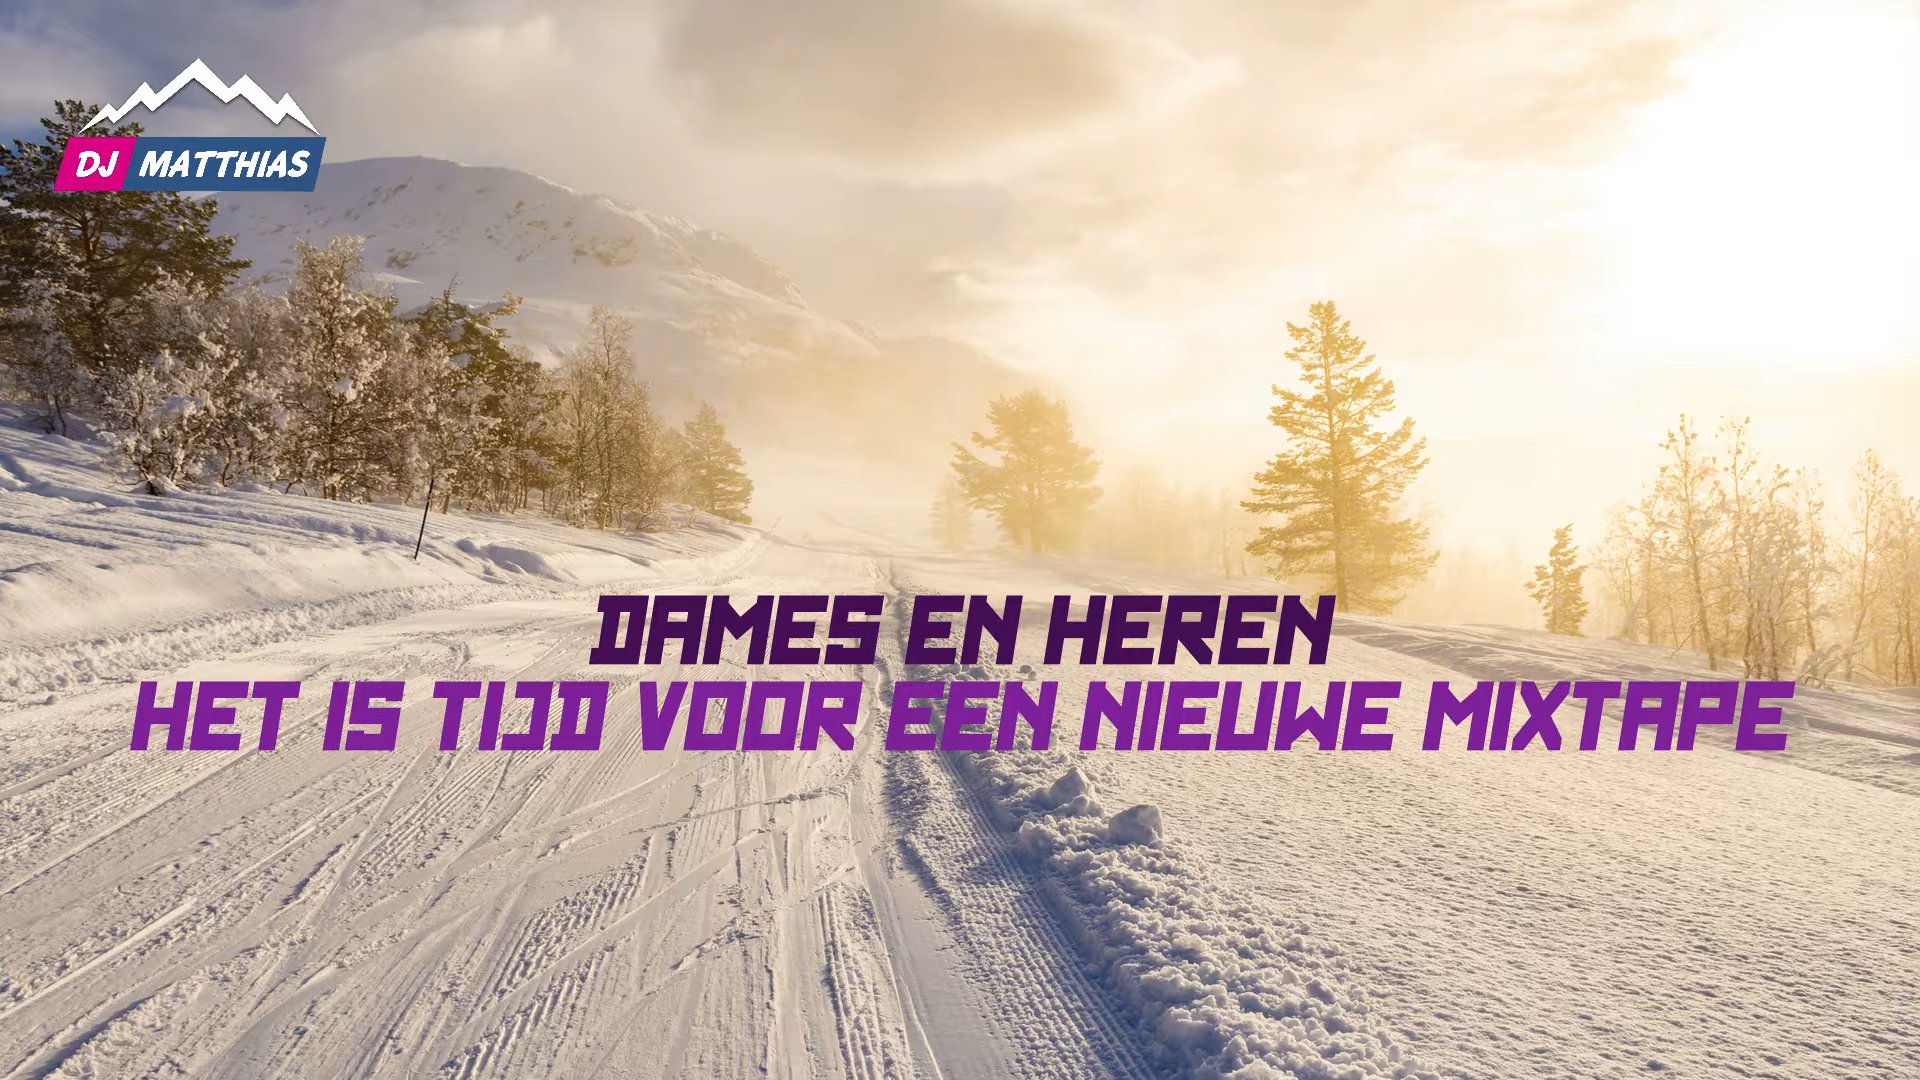 DJ MATTHIAS
DAMES EN HEREN
HET IS TIJD VOOR EEN NIEUWE MIXTAPE